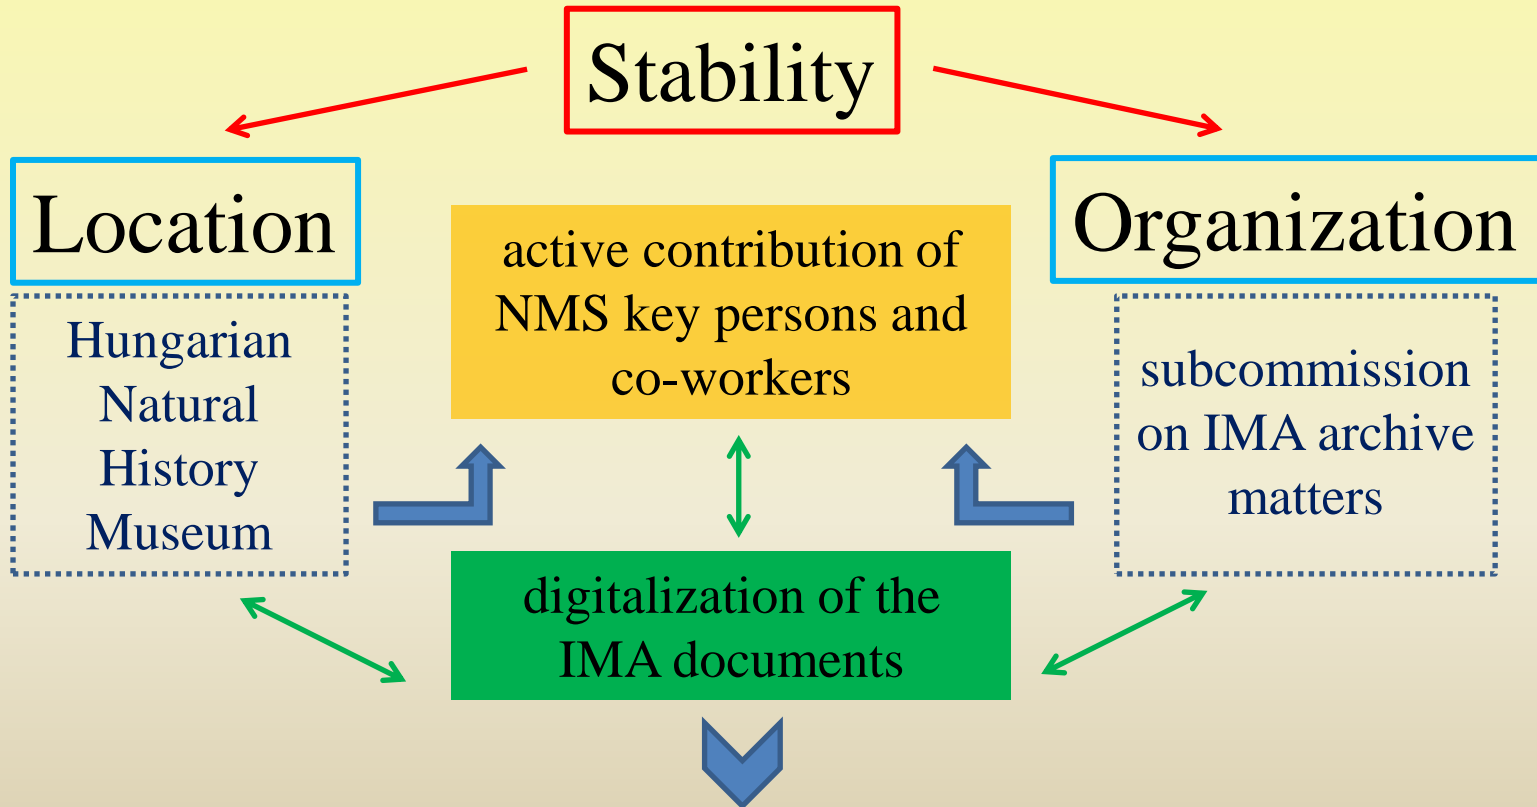 Stability
Location
Organization
active contribution of
NMS key persons and
co-workers
Hungarian
Natural
History
Museum
subcommission
on IMA archive
matters
digitalization of the
IMA documents